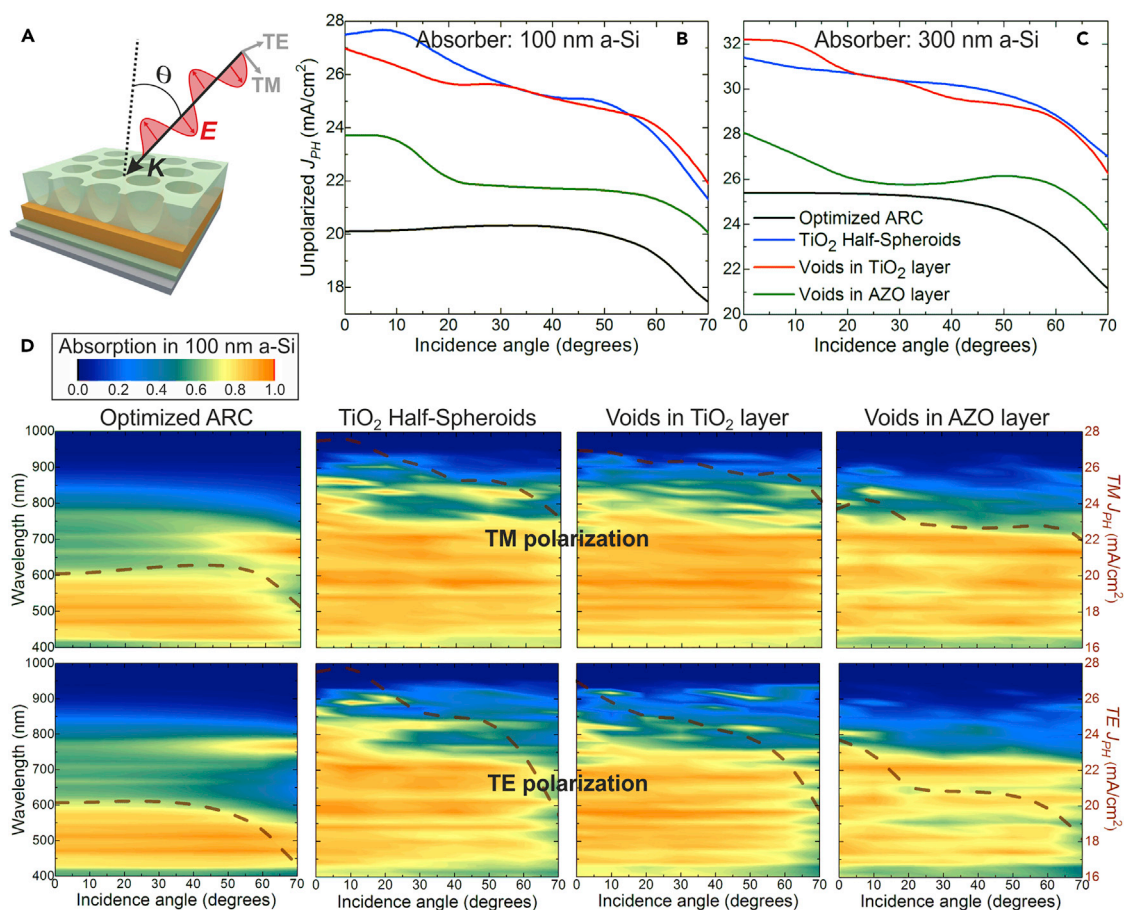 A
TE
TM
Θ
E
K
B
Absorber: 100 nm a-Si
Unpolarized JPH (mA/cm2)
28
26
24
22
20
18
0 10 20 30 40 50 60 70
Incidence angle (degrees)
C
Absorber: 300 nm a-Si
32
30
28
26
24
22
20
Optimized ARC
TiO2 Half-Spheroids
Voids in TiO2 layer
Voids in AZO layer
0 10 20 30 40 50 60 70
Incidence angle (degrees)
D
Absorption in 100 nm a-Si
0.0 0.2 0.4 0.6 0.8 1.0
Optimized ARC
TiO2 Half-Spheroids
Voids in TiO2 layer
Voids in AZO layer
Wavelength (nm)
1000
900
800
700
600
500
400
TM polarization
28
26
24
22
20
18
16
TM JPH (mA/cm2)
Wavelength (nm)
1000
900
800
700
600
500
400
TE polarization
28
26
24
22
20
18
16
TE JPH (mA/cm2)
0 10 20 30 40 50 60 70
0 10 20 30 40 50 60 70
0 10 20 30 40 50 60 70
0 10 20 30 40 50 60 70
Incidence angle (degrees)
Incidence angle (degrees)
Incidence angle (degrees)
Incidence angle (degrees)